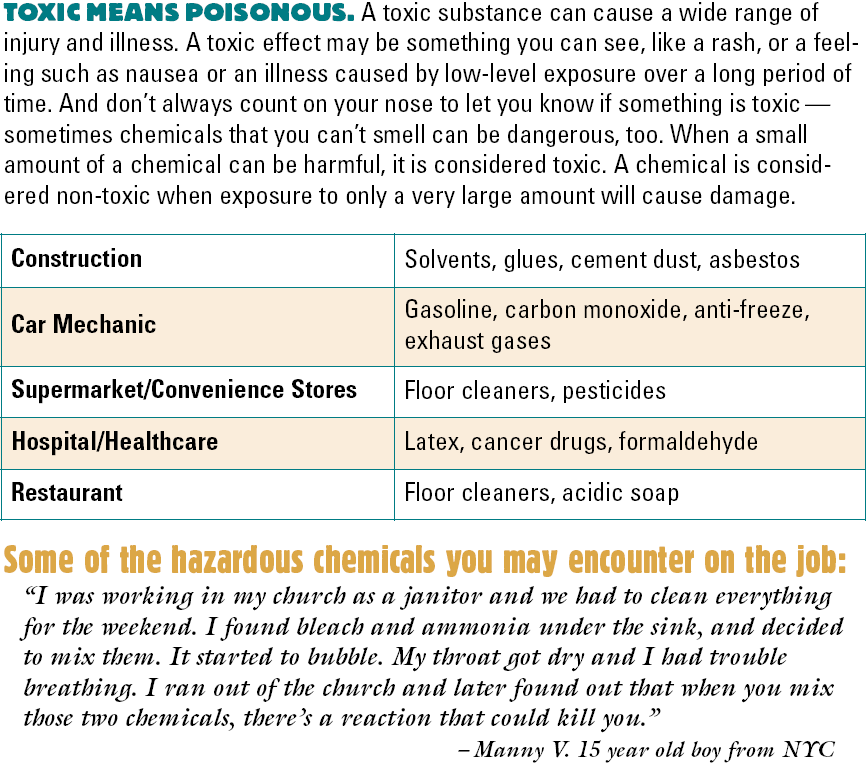 TOXIC MEANS POISONOUS. A toxic substance can cause a wide range of
injury and illness. A toxic effect may be something you can see, like a rash, or a feel-
ing such as nausea or an illness caused by low-level exposure over a long period of
time. And don't always count on your nose to let you know if something is toxic —
sometimes chemicals that you can't smell can be dangerous, too. When a small
amount of a chemical can be harmful, it is considered toxic. A chemical is consid-
ered non-toxic when exposure to only a very large amount will cause damage.
Construction
Solvents, glues, cement dust, asbestos
Car Mechanic
Gasoline, carbon monoxide, anti-freeze,
exhaust gases
Supermarket/Convenience Stores
Floor cleaners, pesticides
Hospital/Healthcare
Latex, cancer drugs, formaldehyde
Restaurant
Floor cleaners, acidic soap
Some of the hazardous chemicals you may encounter on the job:
“I was working in my church as a janitor and we had to clean everything
for the weekend. I found bleach and ammonia under the sink, and decided
to mix them. It started to bubble. My throat got dry and I had trouble
breathing. I ran out of the church and later found out that when you mix
those two chemicals, there's a reaction that could kill you.”
– Manny V. 15 year old boy from NYC